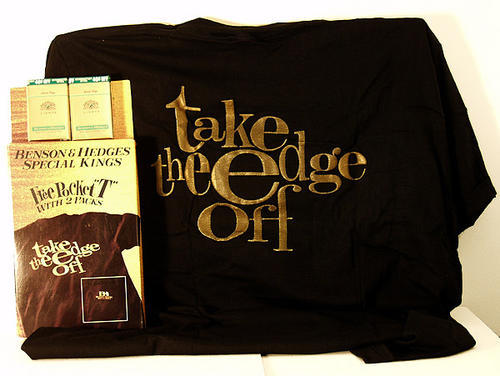 BENSON & HEDGES
SPECIAL KINGS
Free Pocket "T"
WITH 2 PACKS
take
the edge
off
take
the edge
off